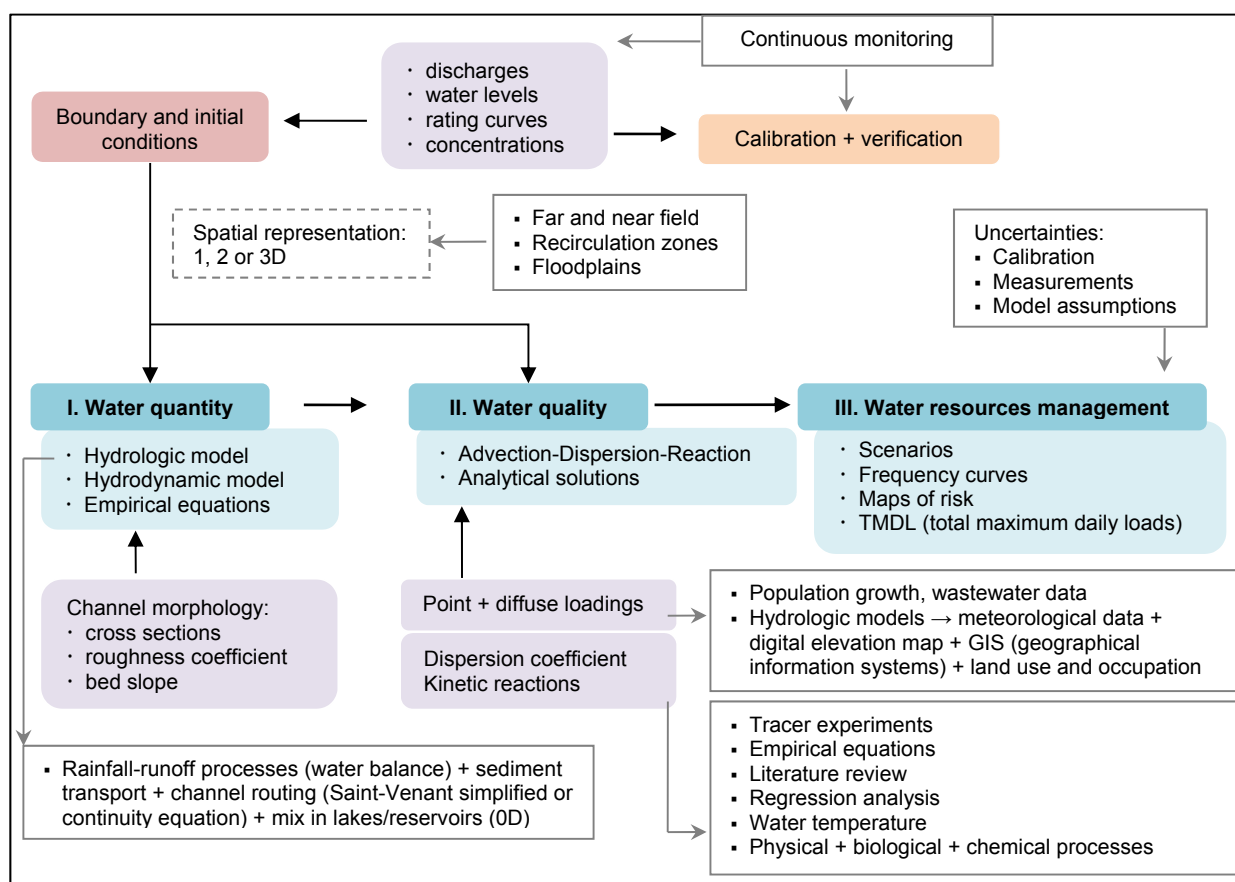 Continuous monitoring
· discharges
· water levels
· rating curves
· concentrations
Boundary and initial
conditions
Calibration + verification
Spatial representation:
1, 2 or 3D
▪ Far and near field
▪ Recirculation zones
▪ Floodplains
Uncertainties:
▪ Calibration
▪ Measurements
▪ Model assumptions
I. Water quantity
· Hydrologic model
· Hydrodynamic model
· Empirical equations
II. Water quality
· Advection-Dispersion-Reaction
· Analytical solutions
III. Water resources management
· Scenarios
· Frequency curves
· Maps of risk
· TMDL (total maximum daily loads)
Channel morphology:
· cross sections
· roughness coefficient
· bed slope
Point + diffuse loadings
Dispersion coefficient
Kinetic reactions
▪ Population growth, wastewater data
▪ Hydrologic models → meteorological data +
digital elevation map + GIS (geographical
information systems) + land use and occupation
▪ Tracer experiments
▪ Empirical equations
▪ Literature review
▪ Regression analysis
▪ Water temperature
▪ Physical + biological + chemical processes
▪ Rainfall-runoff processes (water balance) + sediment
transport + channel routing (Saint-Venant simplified or
continuity equation) + mix in lakes/reservoirs (0D)